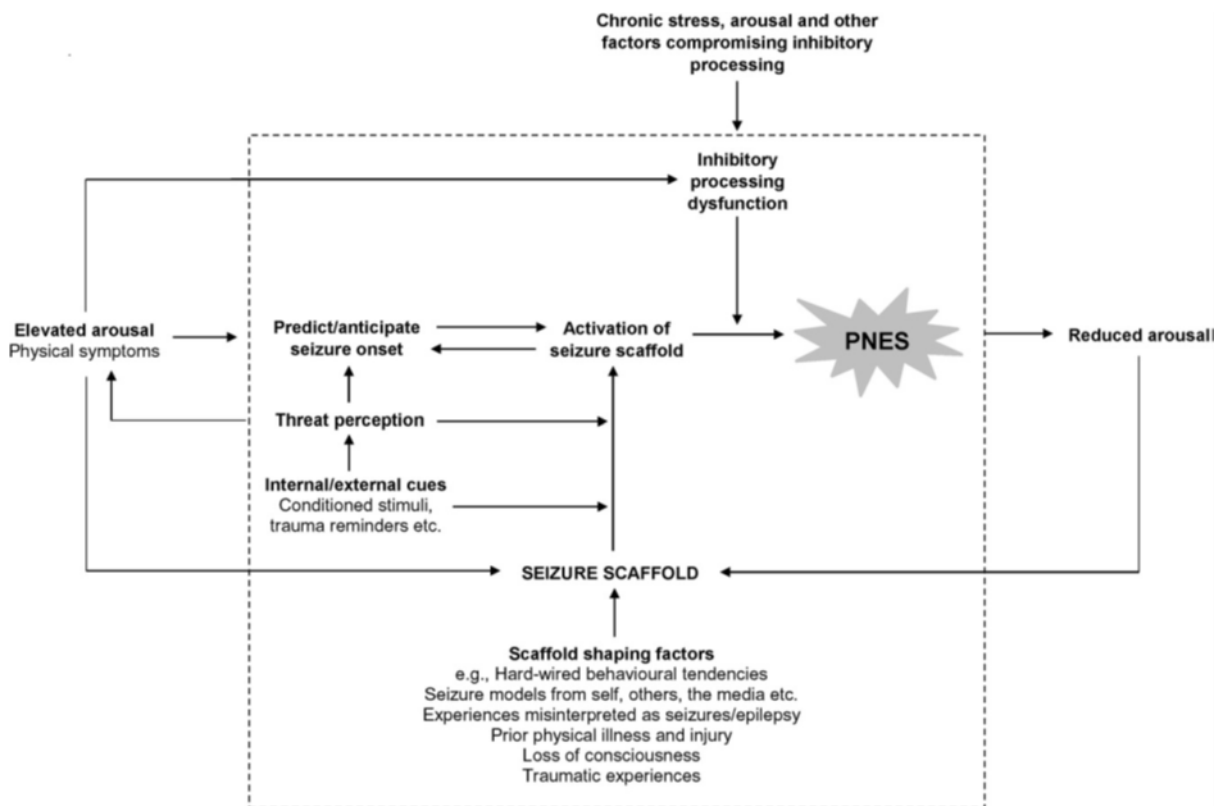 Chronic stress, arousal and other
factors compromising inhibitory
processing
Inhibitory
processing
dysfunction
Elevated arousal
Physical symptoms
Predict/anticipate
seizure onset
Activation of
seizure scaffold
PNES
Reduced arousal
Threat perception
Internal/external cues
Conditioned stimuli,
trauma reminders etc.
SEIZURE SCAFFOLD
Scaffold shaping factors
e.g., Hard-wired behavioural tendencies
Seizure models from self, others, the media etc.
Experiences misinterpreted as seizures/epilepsy
Prior physical illness and injury
Loss of consciousness
Traumatic experiences